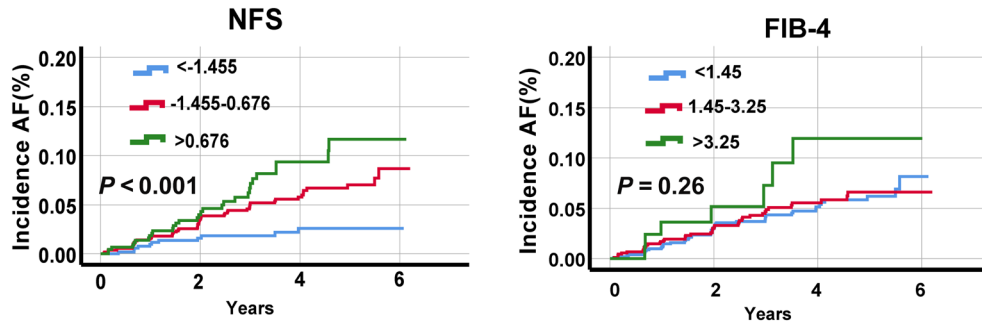 NFS
Incidence AF(%)
0.20
0.15
0.10
0.05
0.00
<-1.455
-1.455-0.676
>0.676
P < 0.001
0 2 4 6
Years
FIB-4
Incidence AF(%)
0.20
0.15
0.10
0.05
0.00
<1.45
1.45-3.25
>3.25
P = 0.26
0 2 4 6
Years